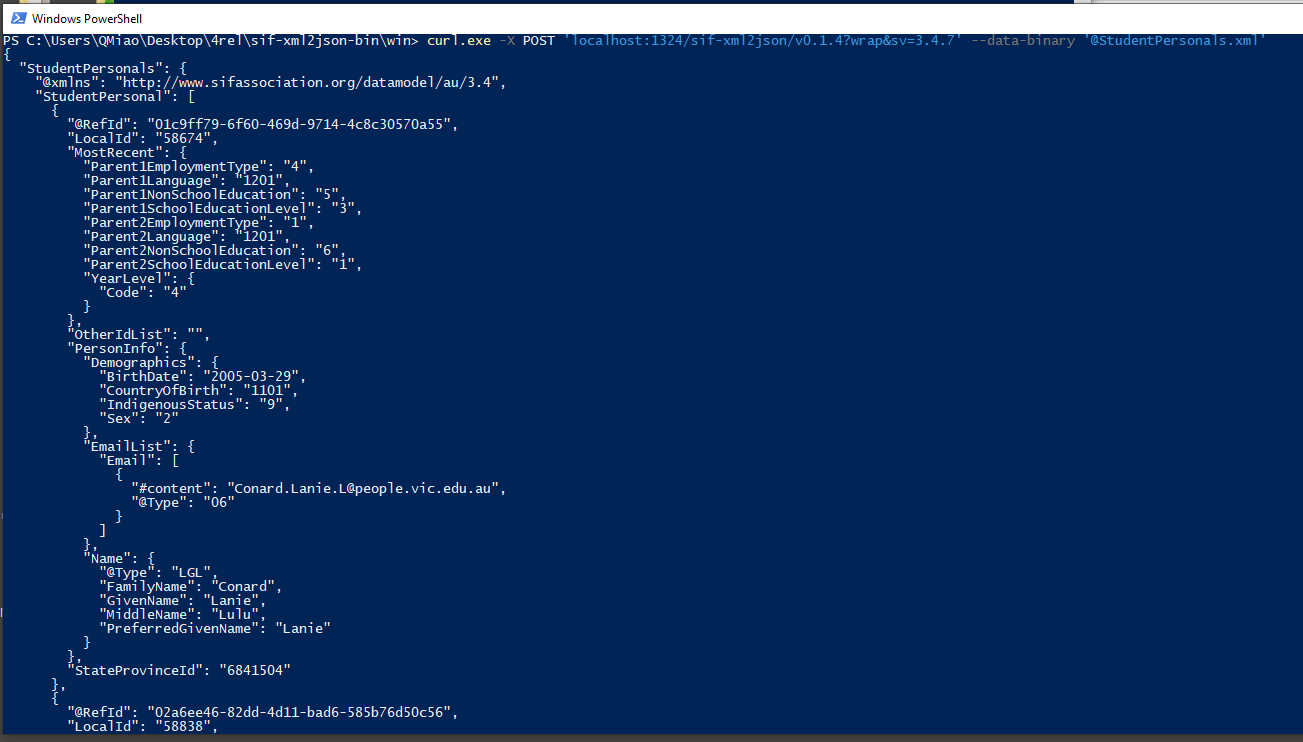 Windows PowerShell
PS C:\Users\QMiao\Desktop\4rel\sif-xml2json-bin\win> curl.exe -X POST 'localhost:1324/sif-xml2json/v0.1.4?wrap&sv=3.4.7' --data-binary '@StudentPersonals.xml'
{
  "StudentPersonals": {
    "@xmlns": "http://www.sifassociation.org/datamodel/au/3.4",
    "StudentPersonal": [
      {
        "@RefId": "01c9ff79-6f60-469d-9714-4c8c30570a55",
        "LocalId": "58674",
        "MostRecent": {
          "Parent1EmploymentType": "4",
          "Parent1Language": "1201",
          "Parent1NonSchoolEducation": "5",
          "Parent1SchoolEducationLevel": "3",
          "Parent2EmploymentType": "1",
          "Parent2Language": "1201",
          "Parent2NonSchoolEducation": "6",
          "Parent2SchoolEducationLevel": "1",
          "YearLevel": {
            "Code": "4"
          }
        },
        "OtherIdList": "",
        "PersonInfo": {
          "Demographics": {
            "BirthDate": "2005-03-29",
            "CountryOfBirth": "1101",
            "IndigenousStatus": "9",
            "Sex": "2"
          },
          "EmailList": {
            "Email": [
              {
                "#content": "Conard.Lanie.L@people.vic.edu.au",
                "@Type": "06"
              }
            ]
          },
          "Name": {
            "@Type": "LGL",
            "FamilyName": "Conard",
            "GivenName": "Lanie",
            "MiddleName": "Lulu",
            "PreferredGivenName": "Lanie"
          }
        },
        "StateProvinceId": "6841504"
      },
      {
        "@RefId": "02a6ee46-82dd-4d11-bad6-585b76d50c56",
        "LocalId": "58838",